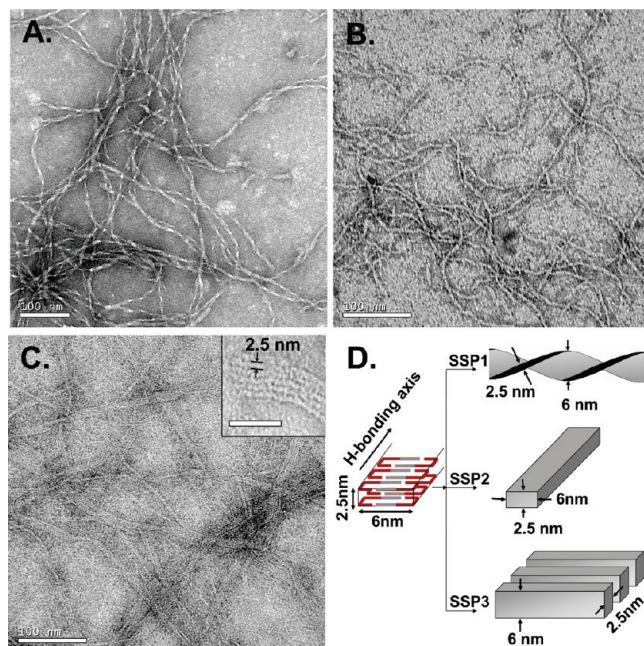 A.
100 nm
B.
100 nm
C.
2.5 nm
100 nm
D.
H-bonding axis
2.5nm
6nm
SSP1
2.5 nm
6 nm
SSP2
6nm
2.5 nm
SSP3
6 nm
2.5nm